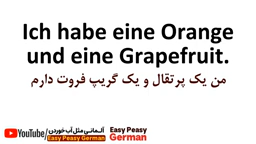 Ich habe eine Orange
und eine Grapefruit.
من یک پرتقال و یک گریپ فروت دارم
YouTube/ آلمانی مثل آب خوردن Easy Peasy German
Easy Peasy German